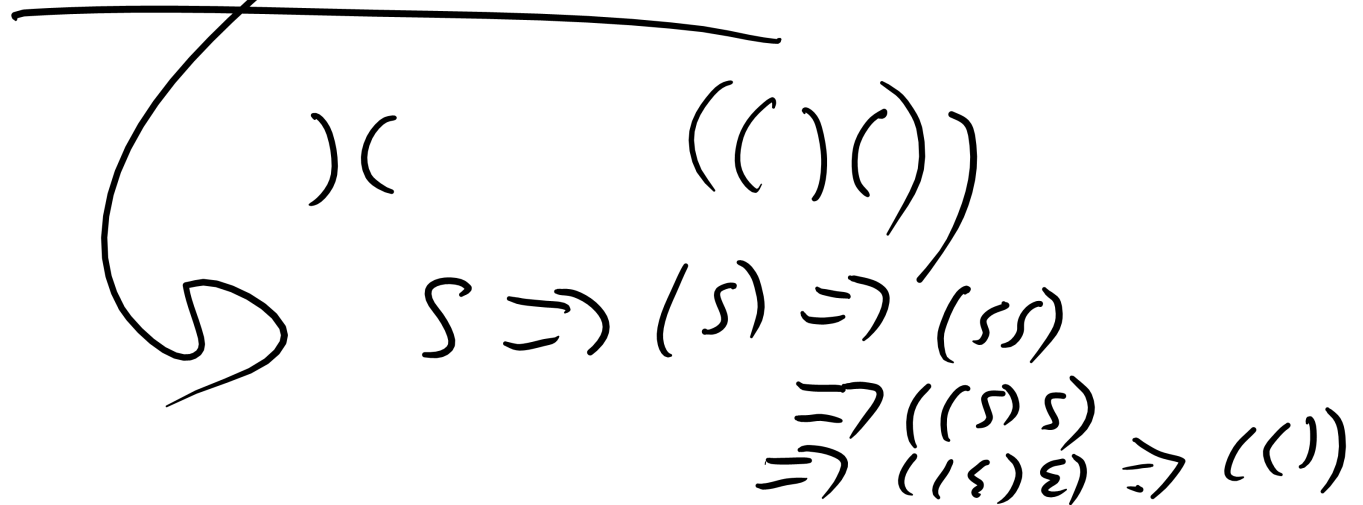 )( (()())
S ⇒ (S) ⇒ (SS)
⇒ ((S)S)
⇒ ((ε)ε) ⇒ (())